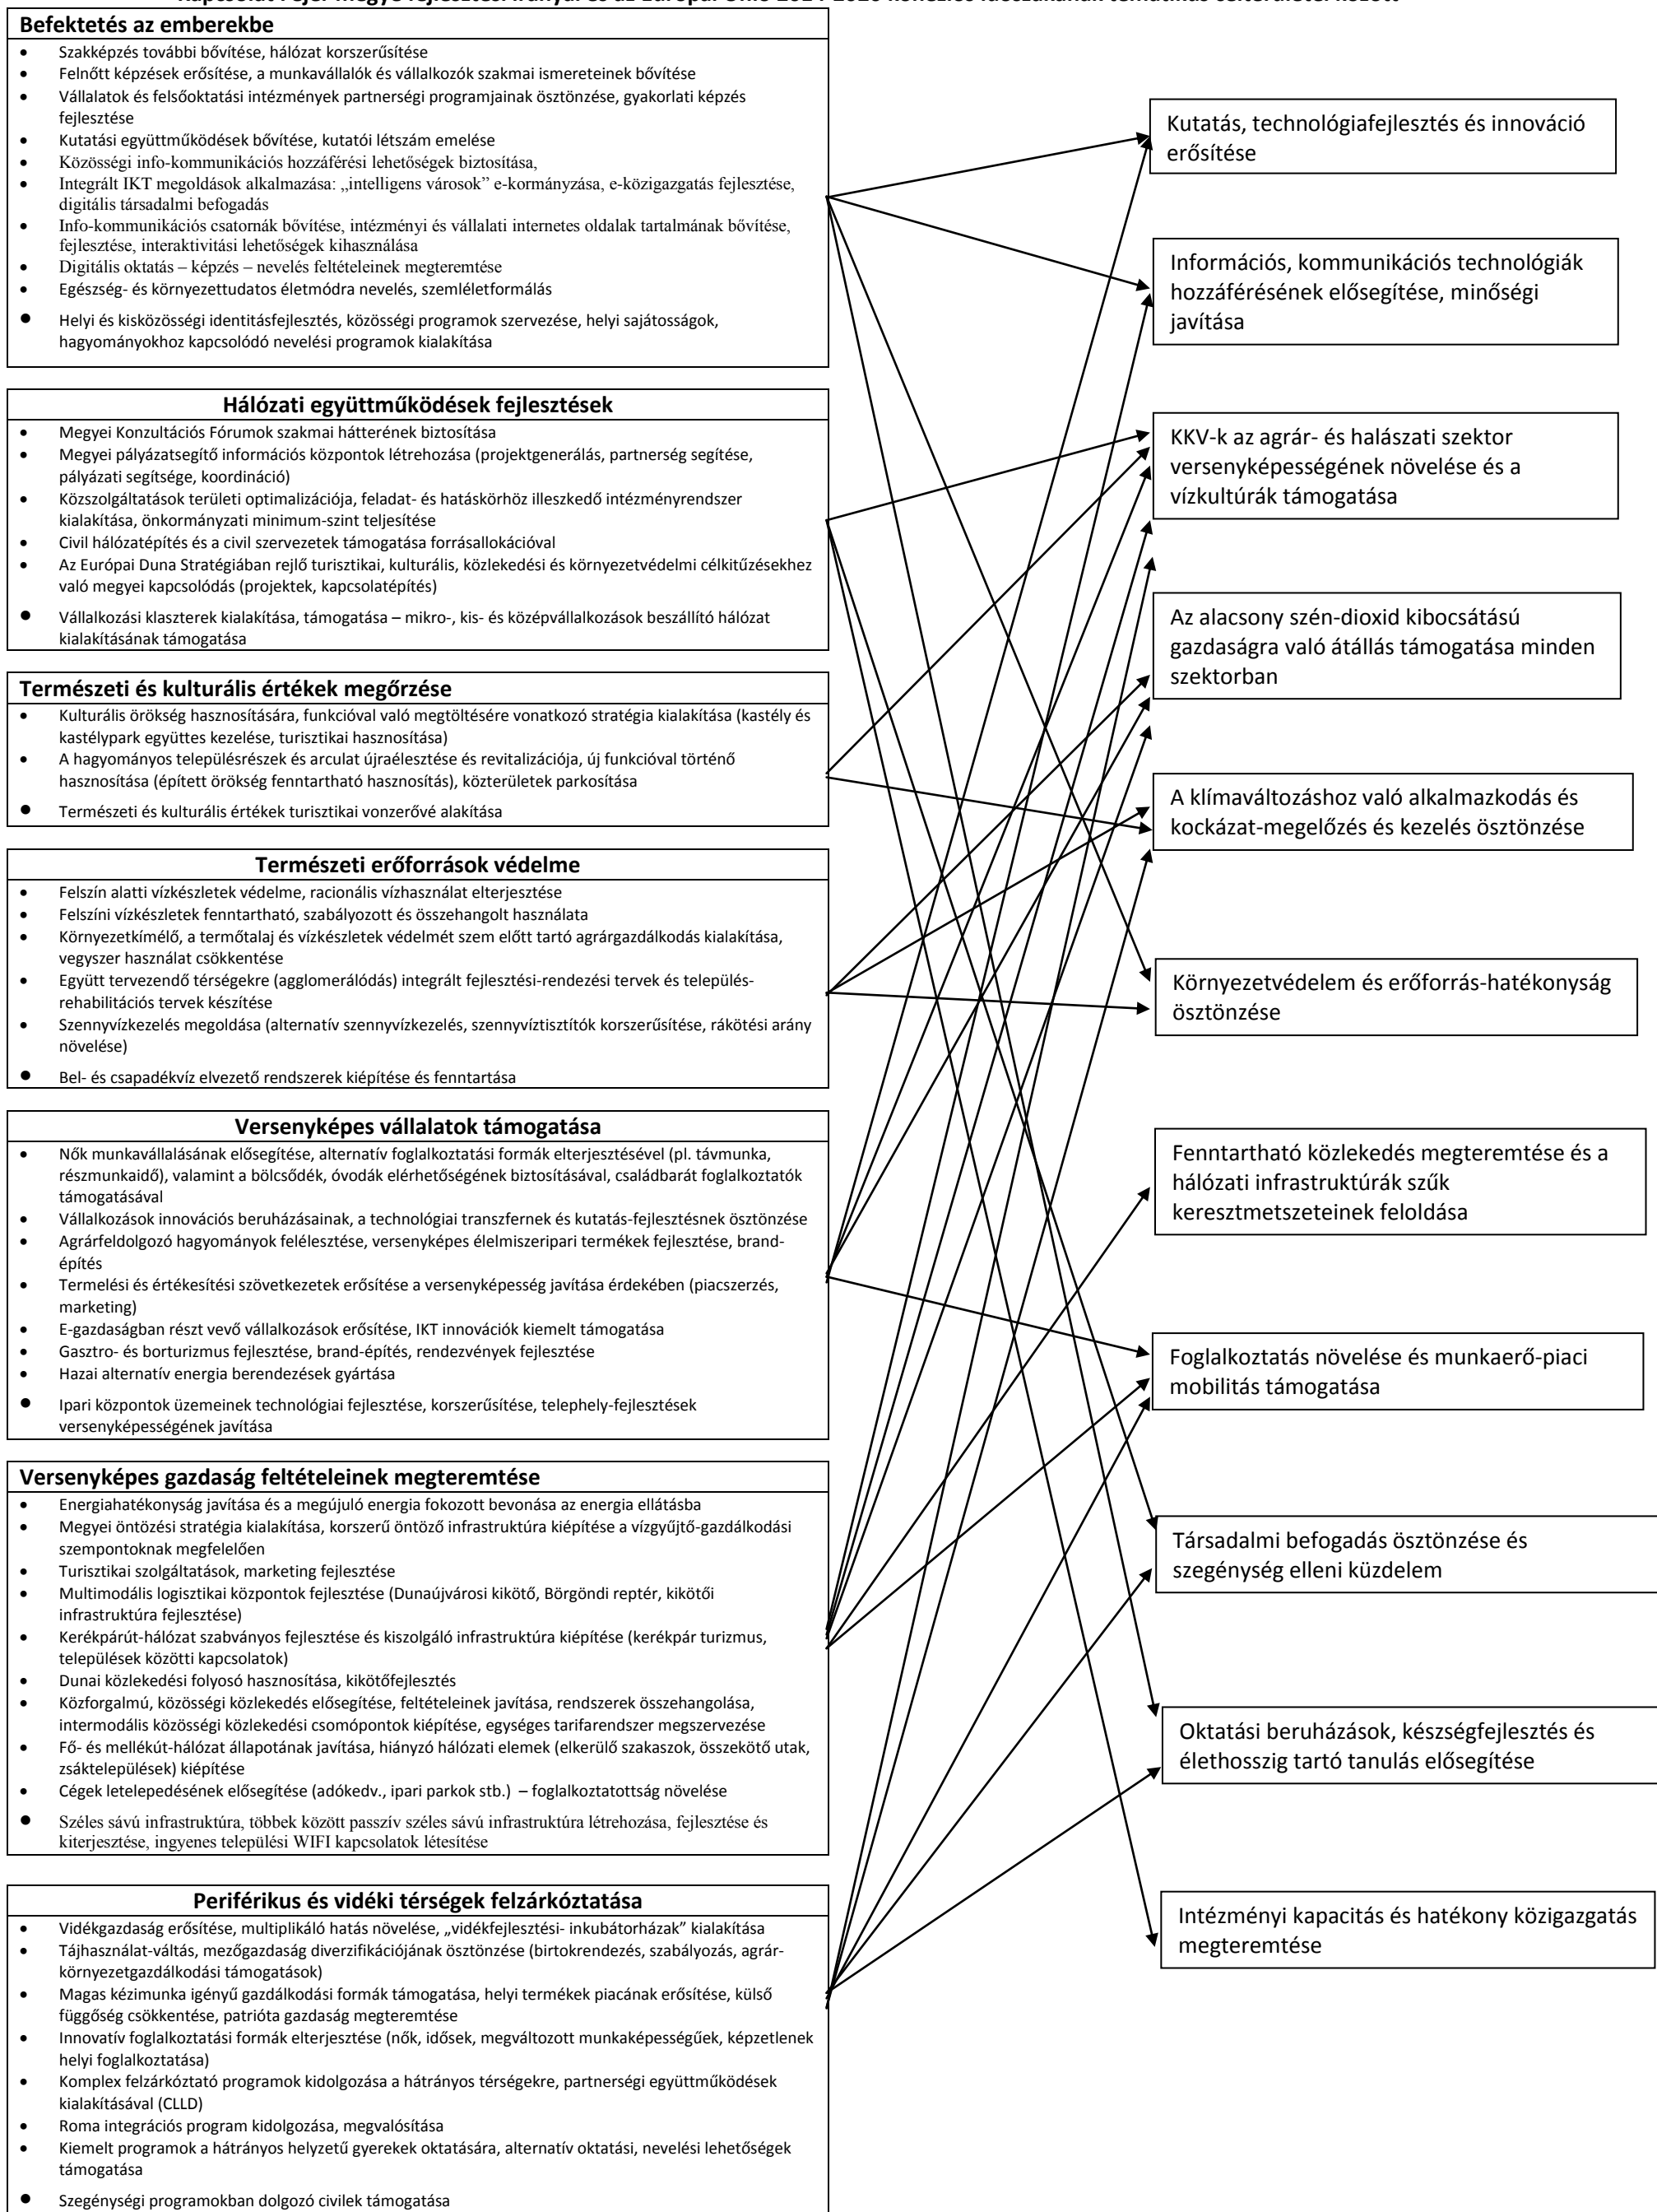 Befektetés az emberekbe
• Szakképzés további bővítése, hálózat korszerűsítése
• Felnőtt képzések erősítése, a munkavállalók és vállalkozók szakmai ismereteinek bővítése
• Vállalatok és felsőoktatási intézmények partnerségi programjainak ösztönzése, gyakorlati képzés
fejlesztése
• Kutatási együttműködések bővítése, kutatói létszám emelése
• Közösségi info-kommunikációs hozzáférési lehetőségek biztosítása,
• Integrált IKT megoldások alkalmazása: „intelligens városok” e-kormányzása, e-közigazgatás fejlesztése,
digitális társadalmi befogadás
• Info-kommunikációs csatornák bővítése, intézményi és vállalati internetes oldalak tartalmának bővítése,
fejlesztése, interaktivitási lehetőségek kihasználása
• Digitális oktatás – képzés – nevelés feltételeinek megteremtése
• Egészség- és környezettudatos életmódra nevelés, szemléletformálás
• Helyi és kisközösségi identitásfejlesztés, közösségi programok szervezése, helyi sajátosságok,
hagyományokhoz kapcsolódó nevelési programok kialakítása
Hálózati együttműködések fejlesztések
• Megyei Konzultációs Fórumok szakmai hátterének biztosítása
• Megyei pályázatsegítő információs központok létrehozása (projektgenerálás, partnerség segítése,
pályázati segítsége, koordináció)
• Közszolgáltatások területi optimalizációja, feladat- és hatáskörhöz illeszkedő intézményrendszer
kialakítása, önkormányzati minimum-szint teljesítése
• Civil hálózatépítés és a civil szervezetek támogatása forrásallokációval
• Az Európai Duna Stratégiában rejlő turisztikai, kulturális, közlekedési és környezetvédelmi célkitűzésekhez
való megyei kapcsolódás (projektek, kapcsolatépítés)
• Vállalkozási klaszterek kialakítása, támogatása – mikro-, kis- és középvállalkozások beszállító hálózat
kialakításának támogatása
Természeti és kulturális értékek megőrzése
• Kulturális örökség hasznosítására, funkcióval való megtöltésére vonatkozó stratégia kialakítása (kastély és
kastélypark együttes kezelése, turisztikai hasznosítása)
• A hagyományos településrészek és arculat újraélesztése és revitalizációja, új funkcióval történő
hasznosítása (épített örökség fenntartható hasznosítás), közterületek parkosítása
• Természeti és kulturális értékek turisztikai vonzerővé alakítása
Természeti erőforrások védelme
• Felszín alatti vízkészletek védelme, racionális vízhasználat elterjesztése
• Felszíni vízkészletek fenntartható, szabályozott és összehangolt használata
• Környezetkímélő, a termőtalaj és vízkészletek védelmét szem előtt tartó agrárgazdálkodás kialakítása,
vegyszer használat csökkentése
• Együtt tervezendő térségekre (agglomerálódás) integrált fejlesztési-rendezési tervek és település-
rehabilitációs tervek készítése
• Szennyvízkezelés megoldása (alternatív szennyvízkezelés, szennyvíztisztítók korszerűsítése, rákötési arány
növelése)
• Bel- és csapadékvíz elvezető rendszerek kiépítése és fenntartása
Versenyképes vállalatok támogatása
• Nők munkavállalásának elősegítése, alternatív foglalkoztatási formák elterjesztésével (pl. távmunka,
részmunkaidő), valamint a bölcsődék, óvodák elérhetőségének biztosításával, családbarát foglalkoztatók
támogatásával
• Vállalkozások innovációs beruházásainak, a technológiai transzfernek és kutatás-fejlesztésnek ösztönzése
• Agrárfeldolgozó hagyományok felélesztése, versenyképes élelmiszeripari termékek fejlesztése, brand-
építés
• Termelési és értékesítési szövetkezetek erősítése a versenyképesség javítása érdekében (piacszerzés,
marketing)
• E-gazdaságban részt vevő vállalkozások erősítése, IKT innovációk kiemelt támogatása
• Gasztro- és borturizmus fejlesztése, brand-építés, rendezvények fejlesztése
• Hazai alternatív energia berendezések gyártása
• Ipari központok üzemeinek technológiai fejlesztése, korszerűsítése, telephely-fejlesztések
versenyképességének javítása
Versenyképes gazdaság feltételeinek megteremtése
• Energiahatékonyság javítása és a megújuló energia fokozott bevonása az energia ellátásba
• Megyei öntözési stratégia kialakítása, korszerű öntöző infrastruktúra kiépítése a vízgyűjtő-gazdálkodási
szempontoknak megfelelően
• Turisztikai szolgáltatások, marketing fejlesztése
• Multimodális logisztikai központok fejlesztése (Dunaújvárosi kikötő, Börgöndi reptér, kikötői
infrastruktúra fejlesztése)
• Kerékpárút-hálózat szabványos fejlesztése és kiszolgáló infrastruktúra kiépítése (kerékpár turizmus,
települések közötti kapcsolatok)
• Dunai közlekedési folyosó hasznosítása, kikötőfejlesztés
• Közforgalmú, közösségi közlekedés elősegítése, feltételeinek javítása, rendszerek összehangolása,
intermodális közösségi közlekedési csomópontok kiépítése, egységes tarifarendszer megszervezése
• Fő- és mellékút-hálózat állapotának javítása, hiányzó hálózati elemek (elkerülő szakaszok, összekötő utak,
zsáktelepülések) kiépítése
• Cégek letelepedésének elősegítése (adókedv., ipari parkok stb.) – foglalkoztatottság növelése
• Széles sávú infrastruktúra, többek között passzív széles sávú infrastruktúra létrehozása, fejlesztése és
kiterjesztése, ingyenes települési WIFI kapcsolatok létesítése
Periférikus és vidéki térségek felzárkóztatása
• Vidékgazdaság erősítése, multiplikáló hatás növelése, „vidékfejlesztési- inkubátorházak” kialakítása
• Tájhasználat-váltás, mezőgazdaság diverzifikációjának ösztönzése (birtokrendezés, szabályozás, agrár-
környezetgazdálkodási támogatások)
• Magas kézimunka igényű gazdálkodási formák támogatása, helyi termékek piacának erősítése, külső
függőség csökkentése, patrióta gazdaság megteremtése
• Innovatív foglalkoztatási formák elterjesztése (nők, idősek, megváltozott munkaképességűek, képzetlenek
helyi foglalkoztatása)
• Komplex felzárkóztató programok kidolgozása a hátrányos térségekre, partnerségi együttműködések
kialakításával (CLLD)
• Roma integrációs program kidolgozása, megvalósítása
• Kiemelt programok a hátrányos helyzetű gyerekek oktatására, alternatív oktatási, nevelési lehetőségek
támogatása
• Szegénységi programokban dolgozó civilek támogatása
Kutatás, technológiafejlesztés és innováció
erősítése
Információs, kommunikációs technológiák
hozzáférésének elősegítése, minőségi
javítása
KKV-k az agrár- és halászati szektor
versenyképességének növelése és a
vízkultúrák támogatása
Az alacsony szén-dioxid kibocsátású
gazdaságra való átállás támogatása minden
szektorban
A klímaváltozáshoz való alkalmazkodás és
kockázat-megelőzés és kezelés ösztönzése
Környezetvédelem és erőforrás-hatékonyság
ösztönzése
Fenntartható közlekedés megteremtése és a
hálózati infrastruktúrák szűk
keresztmetszeteinek feloldása
Foglalkoztatás növelése és munkaerő-piaci
mobilitás támogatása
Társadalmi befogadás ösztönzése és
szegénység elleni küzdelem
Oktatási beruházások, készségfejlesztés és
élethosszig tartó tanulás elősegítése
Intézményi kapacitás és hatékony közigazgatás
megteremtése